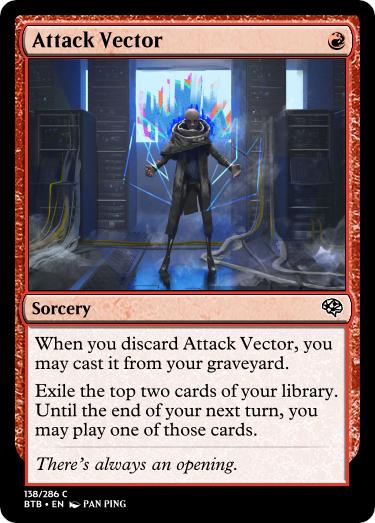 Attack Vector
Sorcery
When you discard Attack Vector, you
may cast it from your graveyard.
Exile the top two cards of your library.
Until the end of your next turn, you
may play one of those cards.
There's always an opening.
138/286 C
BTB • EN PAN PING